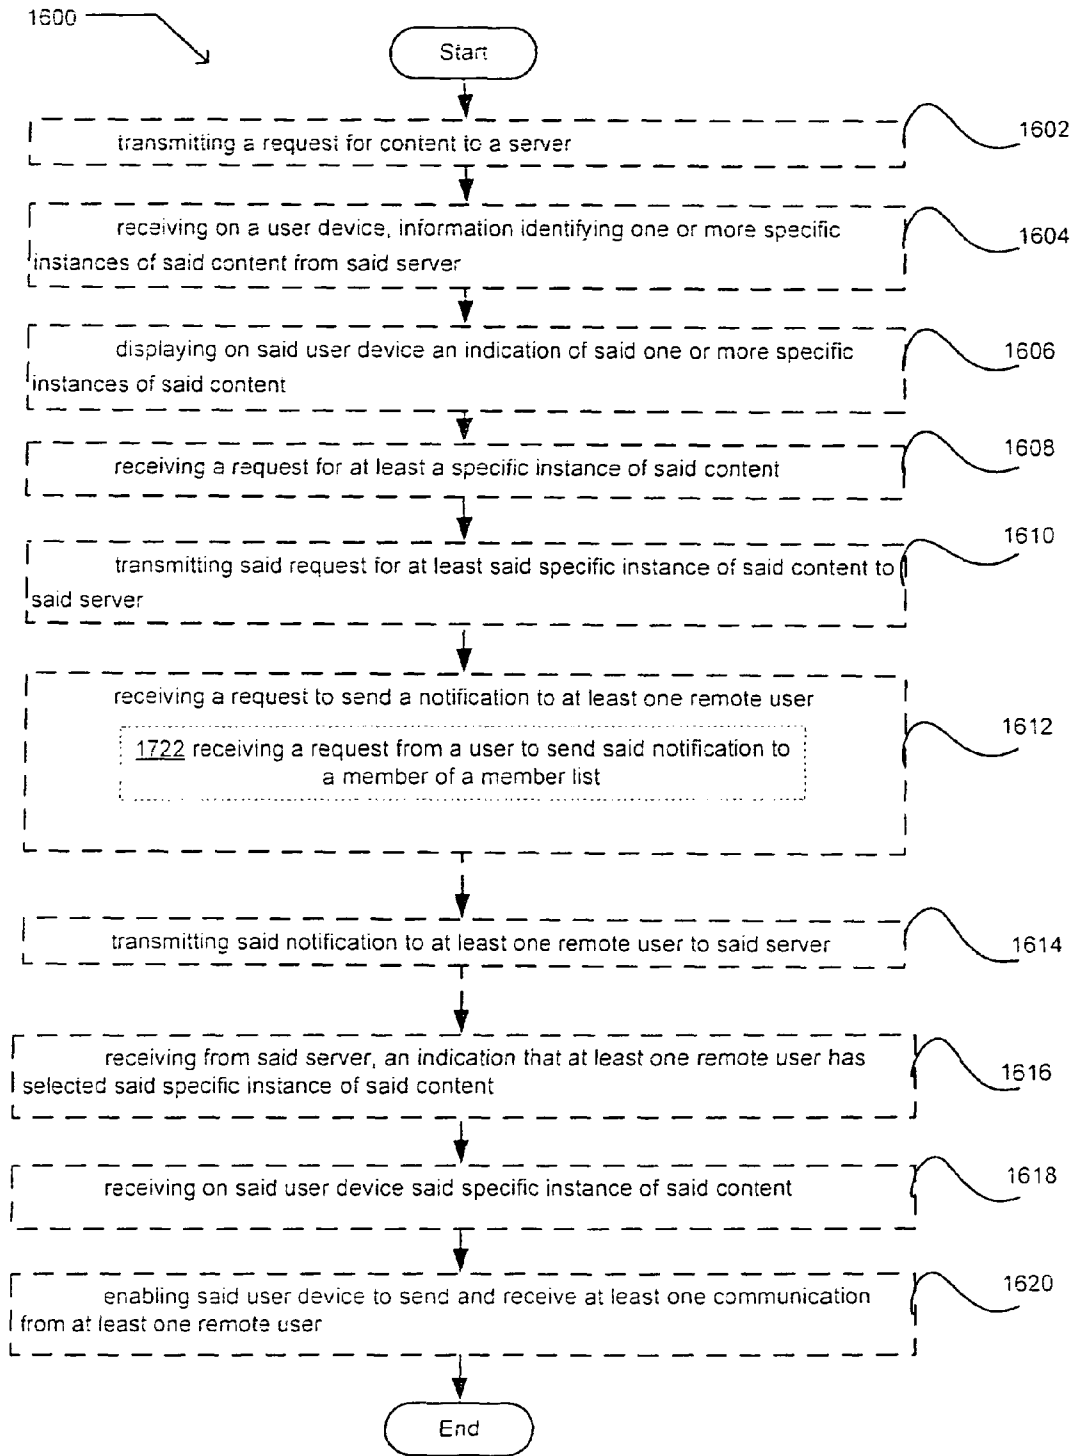 1600
Start
transmitting a request for content to a server
1602
receiving on a user device, information identifying one or more specific
instances of said content from said server
1604
displaying on said user device an indication of said one or more specific
instances of said content
1606
receiving a request for at least a specific instance of said content
1608
transmitting said request for at least said specific instance of said content to
said server
1610
receiving a request to send a notification to at least one remote user
1722 receiving a request from a user to send said notification to
a member of a member list
1612
transmitting said notification to at least one remote user to said server
1614
receiving from said server, an indication that at least one remote user has
selected said specific instance of said content
1616
receiving on said user device said specific instance of said content
1618
enabling said user device to send and receive at least one communication
from at least one remote user
1620
End